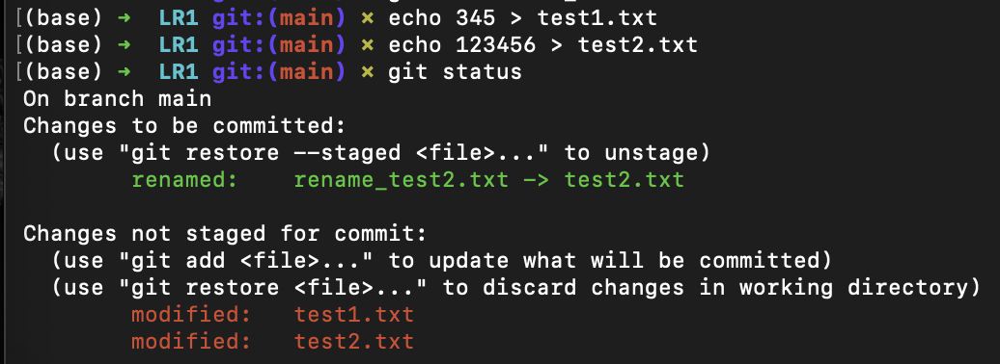 [(base) ➜  LR1 git:(main) × echo 345 > test1.txt
[(base) ➜  LR1 git:(main) × echo 123456 > test2.txt
[(base) ➜  LR1 git:(main) × git status
On branch main
Changes to be committed:
  (use "git restore --staged <file>..." to unstage)
        renamed:    rename_test2.txt -> test2.txt

Changes not staged for commit:
  (use "git add <file>..." to update what will be committed)
  (use "git restore <file>..." to discard changes in working directory)
        modified:   test1.txt
        modified:   test2.txt